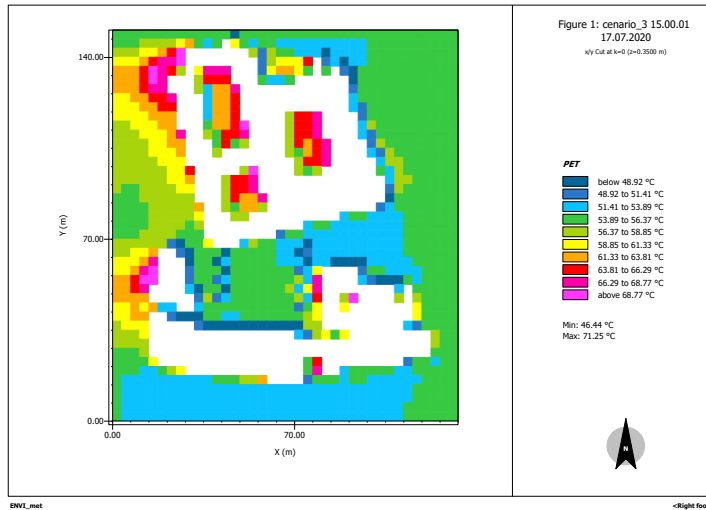 Figure 1: cenario_3 15.00.01
17.07.2020
x/y Cut at k=0 (z=0.3500 m)
140.00
70.00
0.00
Y (m)
0.00
70.00
X (m)
PET
below 48.92 °C
48.92 to 51.41 °C
51.41 to 53.89 °C
53.89 to 56.37 °C
56.37 to 58.85 °C
58.85 to 61.33 °C
61.33 to 63.81 °C
63.81 to 66.29 °C
66.29 to 68.77 °C
above 68.77 °C
Min: 46.44 °C
Max: 71.25 °C
N
ENVI_met
<Right foo